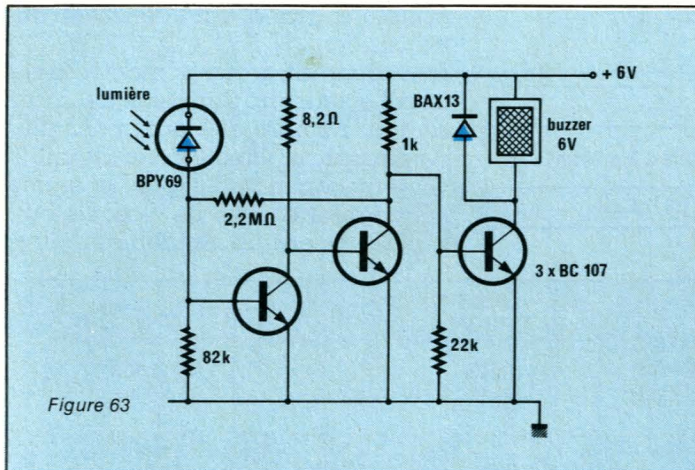 + 6V
lumière
BAX13
8,2Ω
1k
buzzer
6V
BPY69
2,2MΩ
3 x BC 107
82k
22k
Figure 63